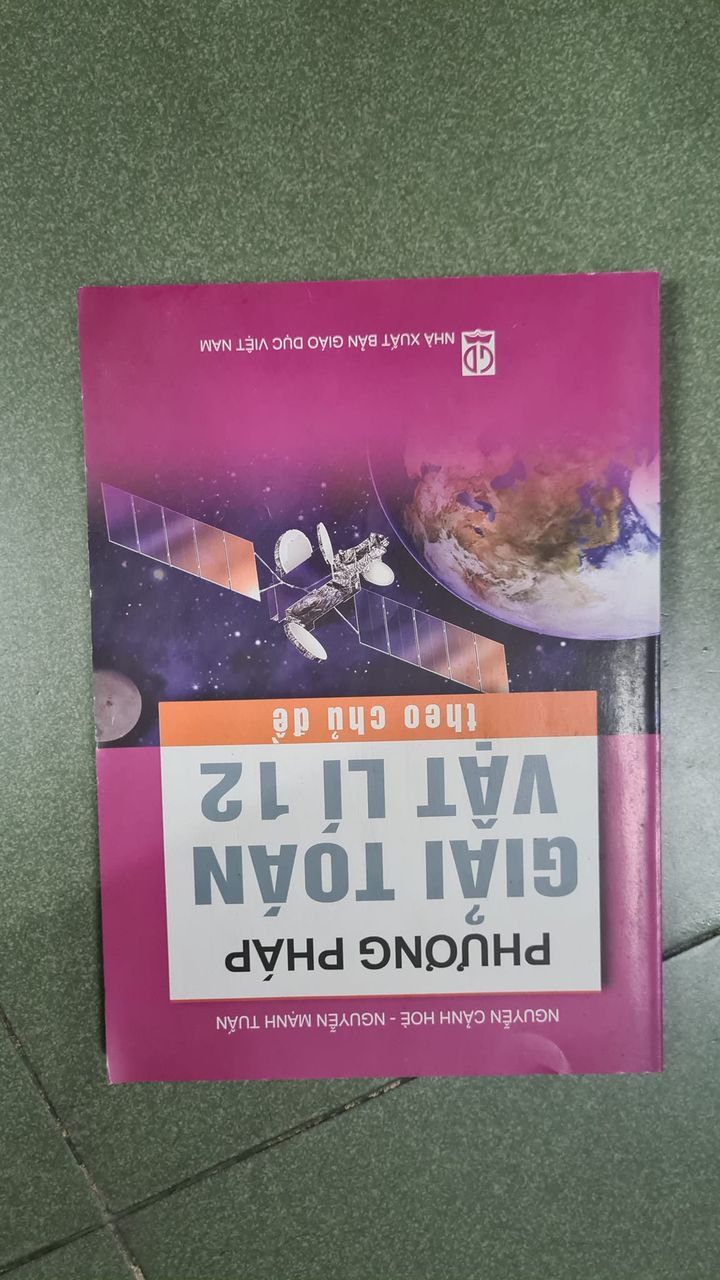 NGUYỄN CẢNH HOÈ - NGUYỄN MẠNH TUẤN
PHƯƠNG PHÁP
GIẢI TOÁN
VẬT LÍ 12
theo chủ đề
GD
NHÀ XUẤT BẢN GIÁO DỤC VIỆT NAM